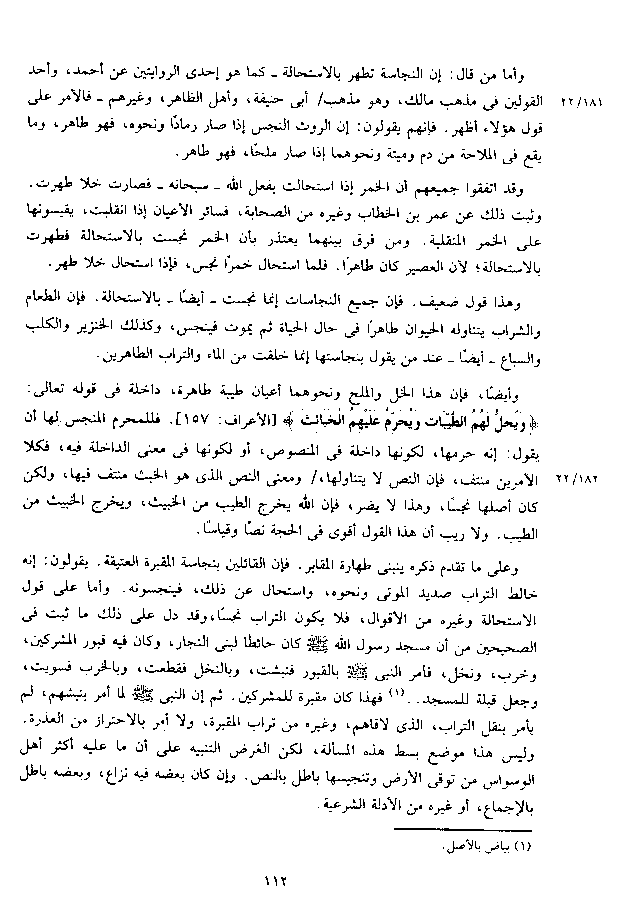 وأما من قال: إن النجاسة تطهر بالاستحالة ـ كما هو إحدى الروايتين عن أحمد، وأحد
٢٢/١٨١ القولين فى مذهب مالك، وهو مذهب/ أبى حنيفة، وأهل الظاهر، وغيرهم ـ فالأمر على
قول هؤلاء أظهر. فإنهم يقولون: إن الروث النجس إذا صار رمادًا ونحوه، فهو طاهر، وما
يقع فى الملاحة من دم وميتة ونحوهما إذا صار ملحًا، فهو طاهر.
وقد اتفقوا جميعهم أن الخمر إذا استحالت بفعل الله ـ سبحانه ـ فصارت خلا طهرت.
وثبت ذلك عن عمر بن الخطاب وغيره من الصحابة، فسائر الأعيان إذا انقلبت، يقيسونها
على الخمر المنقلبة. ومن فرق بينهما يعتذر بأن الخمر نجست بالاستحالة فطهرت
بالاستحالة؛ لأن العصير كان طاهرًا. فلما استحال خمرًا نجس، فإذا استحال خلا طهر.
وهذا قول ضعيف. فإن جميع النجاسات إنما نجست ـ أيضًا ـ بالاستحالة. فإن الطعام
والشراب يتناوله الحيوان طاهرًا فى حال الحياة ثم يموت فينجس، وكذلك الخنزير والكلب
والسباع ـ أيضًا ـ عند من يقول بنجاستها إنما خلقت من الماء والتراب الطاهرين.
وأيضًا، فإن هذا الخل والملح ونحوهما أعيان طيبة طاهرة، داخلة فى قوله تعالى:
﴿ وَيُحِلُّ لَهُمُ الطَّيِّبَاتِ وَيُحَرِّمُ عَلَيْهِمُ الْخَبَائِثَ ﴾ [الأعراف: ١٥٧]. فللمحرم المنجس لها أن
يقول: إنه حرمها، لكونها داخلة فى المنصوص، أو لكونها فى معنى الداخلة فيه، فكلا
٢٢/١٨٢ الأمرين منتف، فإن النص لا يتناولها،/ ومعنى النص الذى هو الخبث منتف فيها، ولكن
كان أصلها نجسًا، وهذا لا يضر، فإن الله يخرج الطيب من الخبيث، ويخرج الخبيث من
الطيب. ولا ريب أن هذا القول أقوى فى الحجة نصًا وقياسًا.
وعلى ما تقدم ذكره ينبنى طهارة المقابر. فإن القائلين بنجاسة المقبرة العتيقة. يقولون: إنه
خالط التراب صديد الموتى ونحوه، واستحال عن ذلك، فينجسونه. وأما على قول
الاستحالة وغيره من الأقوال، فلا يكون التراب نجسًا، وقد دل على ذلك ما ثبت فى
الصحيحين من أن مسجد رسول الله ﷺ كان حائطًا لبنى النجار، وكان فيه قبور المشركين،
وخرب، ونخل، فأمر النبى ﷺ بالقبور فنبشت، وبالنخل فقطعت، وبالخرب فسويت،
وجعل قبلة للمسجد..(١) فهذا كان مقبرة للمشركين. ثم إن النبى ﷺ لما أمر بنبشهم، لم
يأمر بنقل التراب، الذى لاقاهم، وغيره من تراب المقبرة، ولا أمر بالاحتراز من العذرة.
وليس هذا موضع بسط هذه المسألة، لكن الغرض التنبيه على أن ما عليه أكثر أهل
الوسواس من توقى الأرض وتنجيسها باطل بالنص. وإن كان بعضه فيه نزاع، وبعضه باطل
بالإجماع، أو غيره من الأدلة الشرعية.
(١) بياض بالأصل.
١١٢